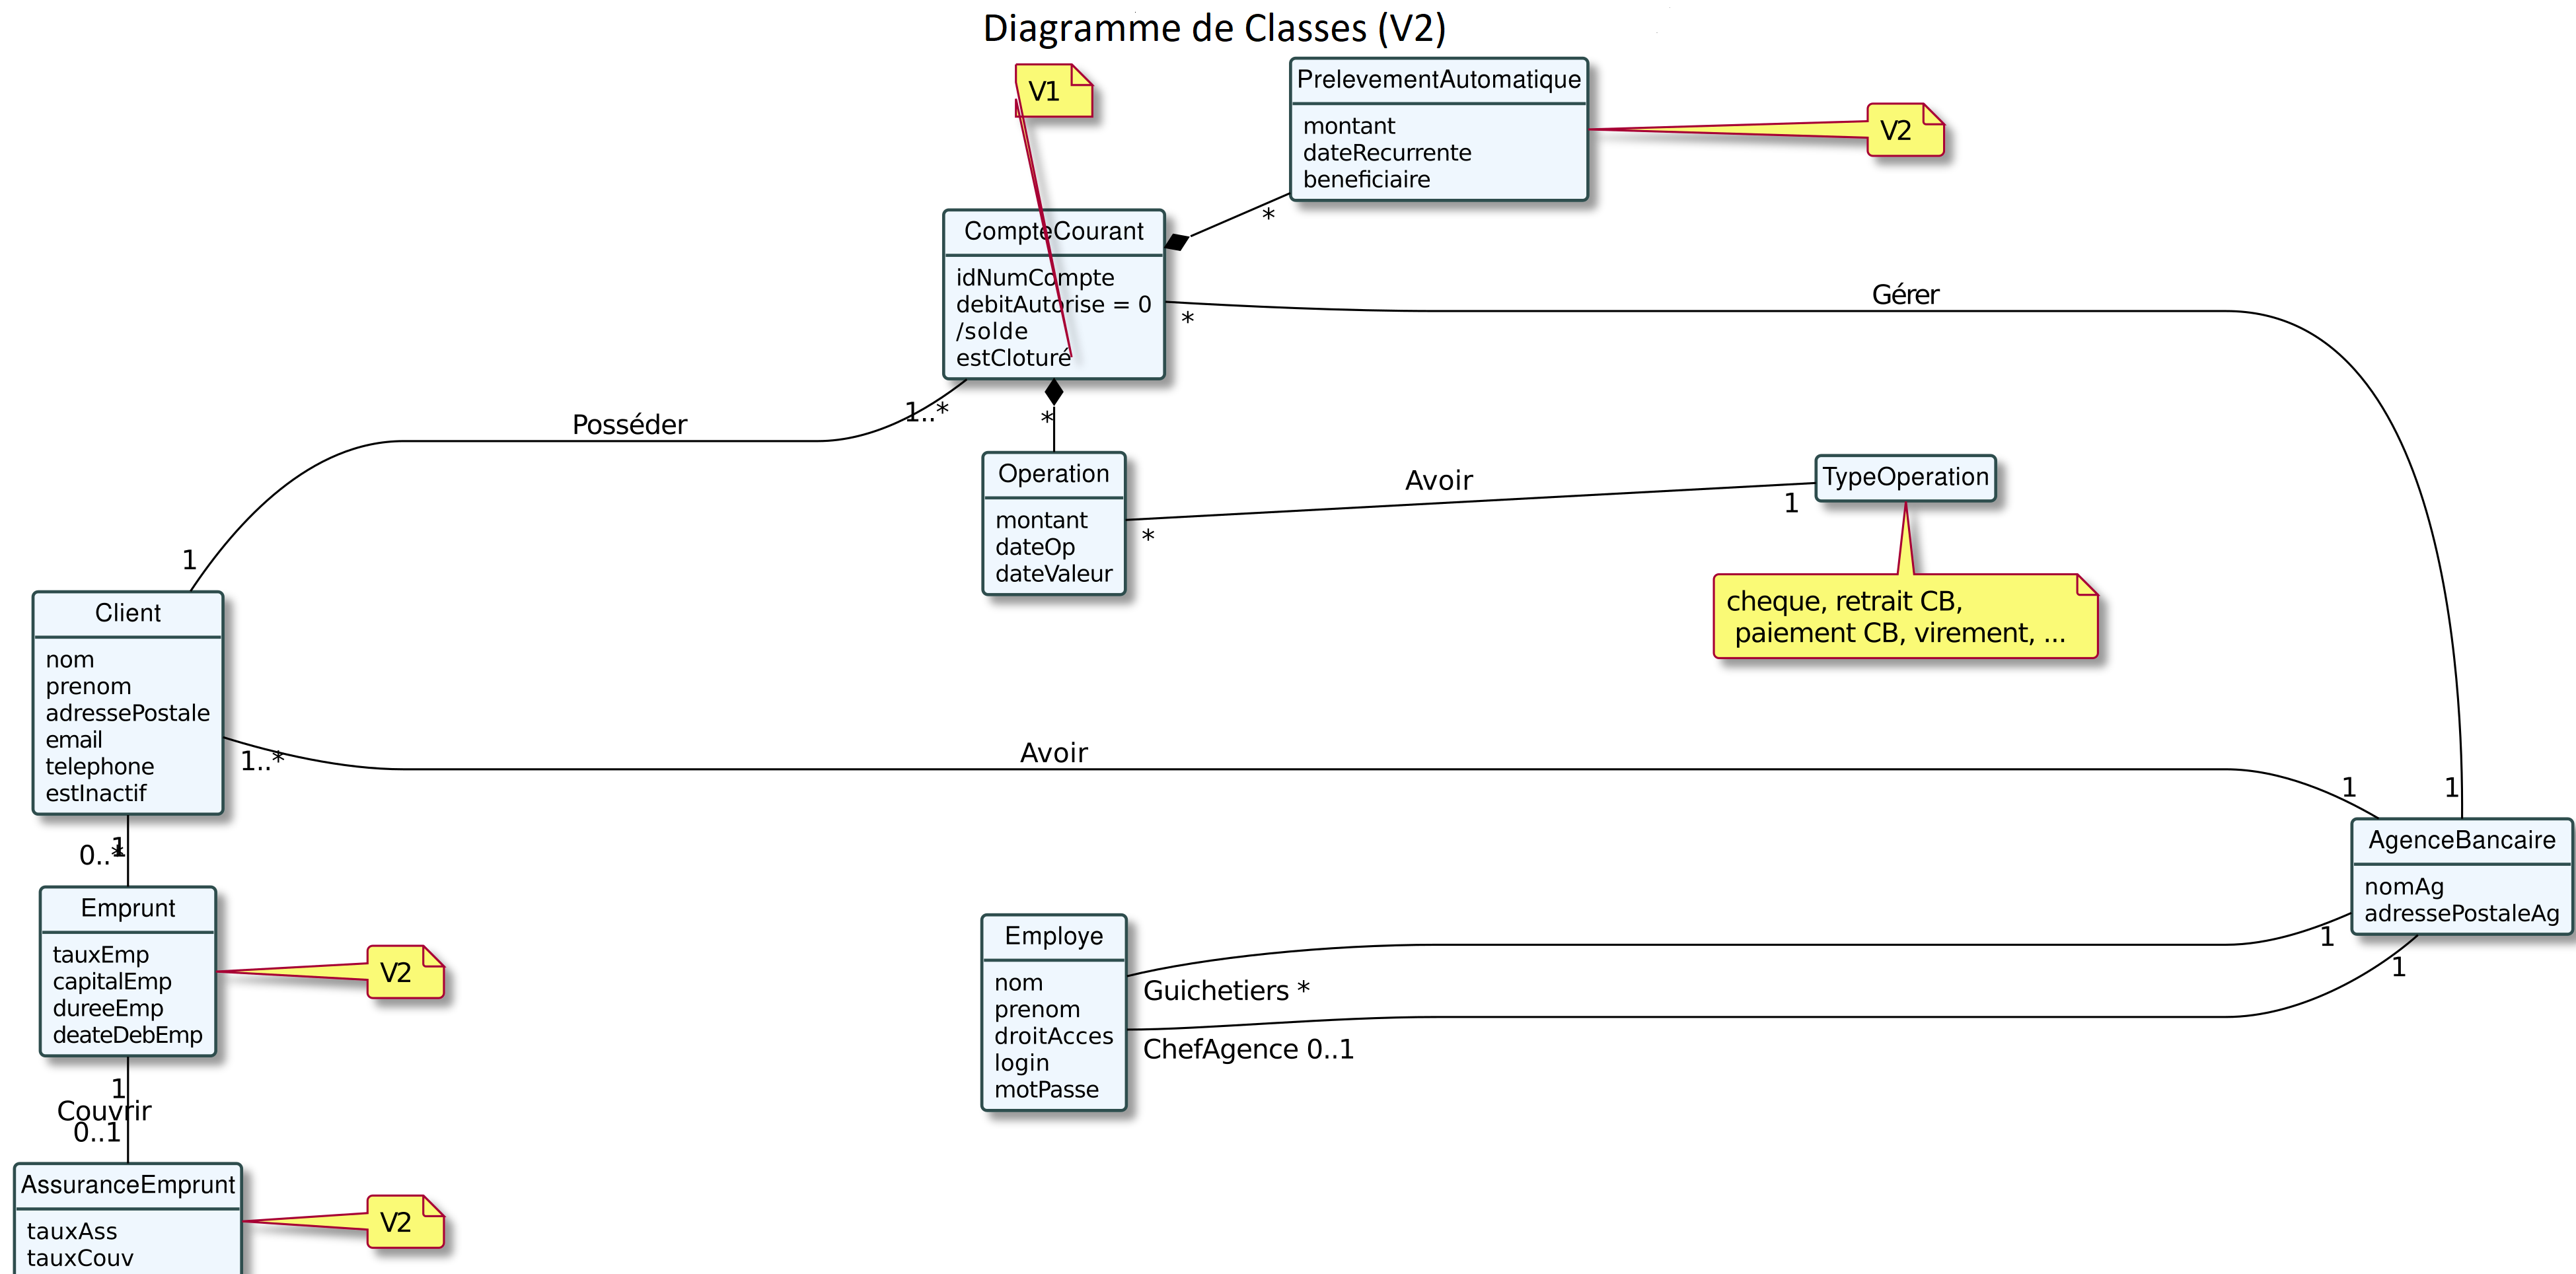 Diagramme de Classes (V2)
V1
PrelevementAutomatique
montant
dateRecurrente
beneficiaire
V2
*
CompteCourant
idNumCompte
debitAutorise = 0
/solde
estCloturé
*
Gérer
1..*
Posséder
1
*
Operation
montant
dateOp
dateValeur
*
Avoir
1
TypeOperation
cheque, retrait CB,
paiement CB, virement, ...
Client
nom
prenom
adressePostale
email
telephone
estInactif
1..*
Avoir
1
1
AgenceBancaire
nomAg
adressePostaleAg
1
0..*
Emprunt
tauxEmp
capitalEmp
dureeEmp
deateDebEmp
V2
Employe
nom
prenom
droitAcces
login
motPasse
Guichetiers *
1
ChefAgence 0..1
1
1
Couvrir
0..1
AssuranceEmprunt
tauxAss
tauxCouv
V2